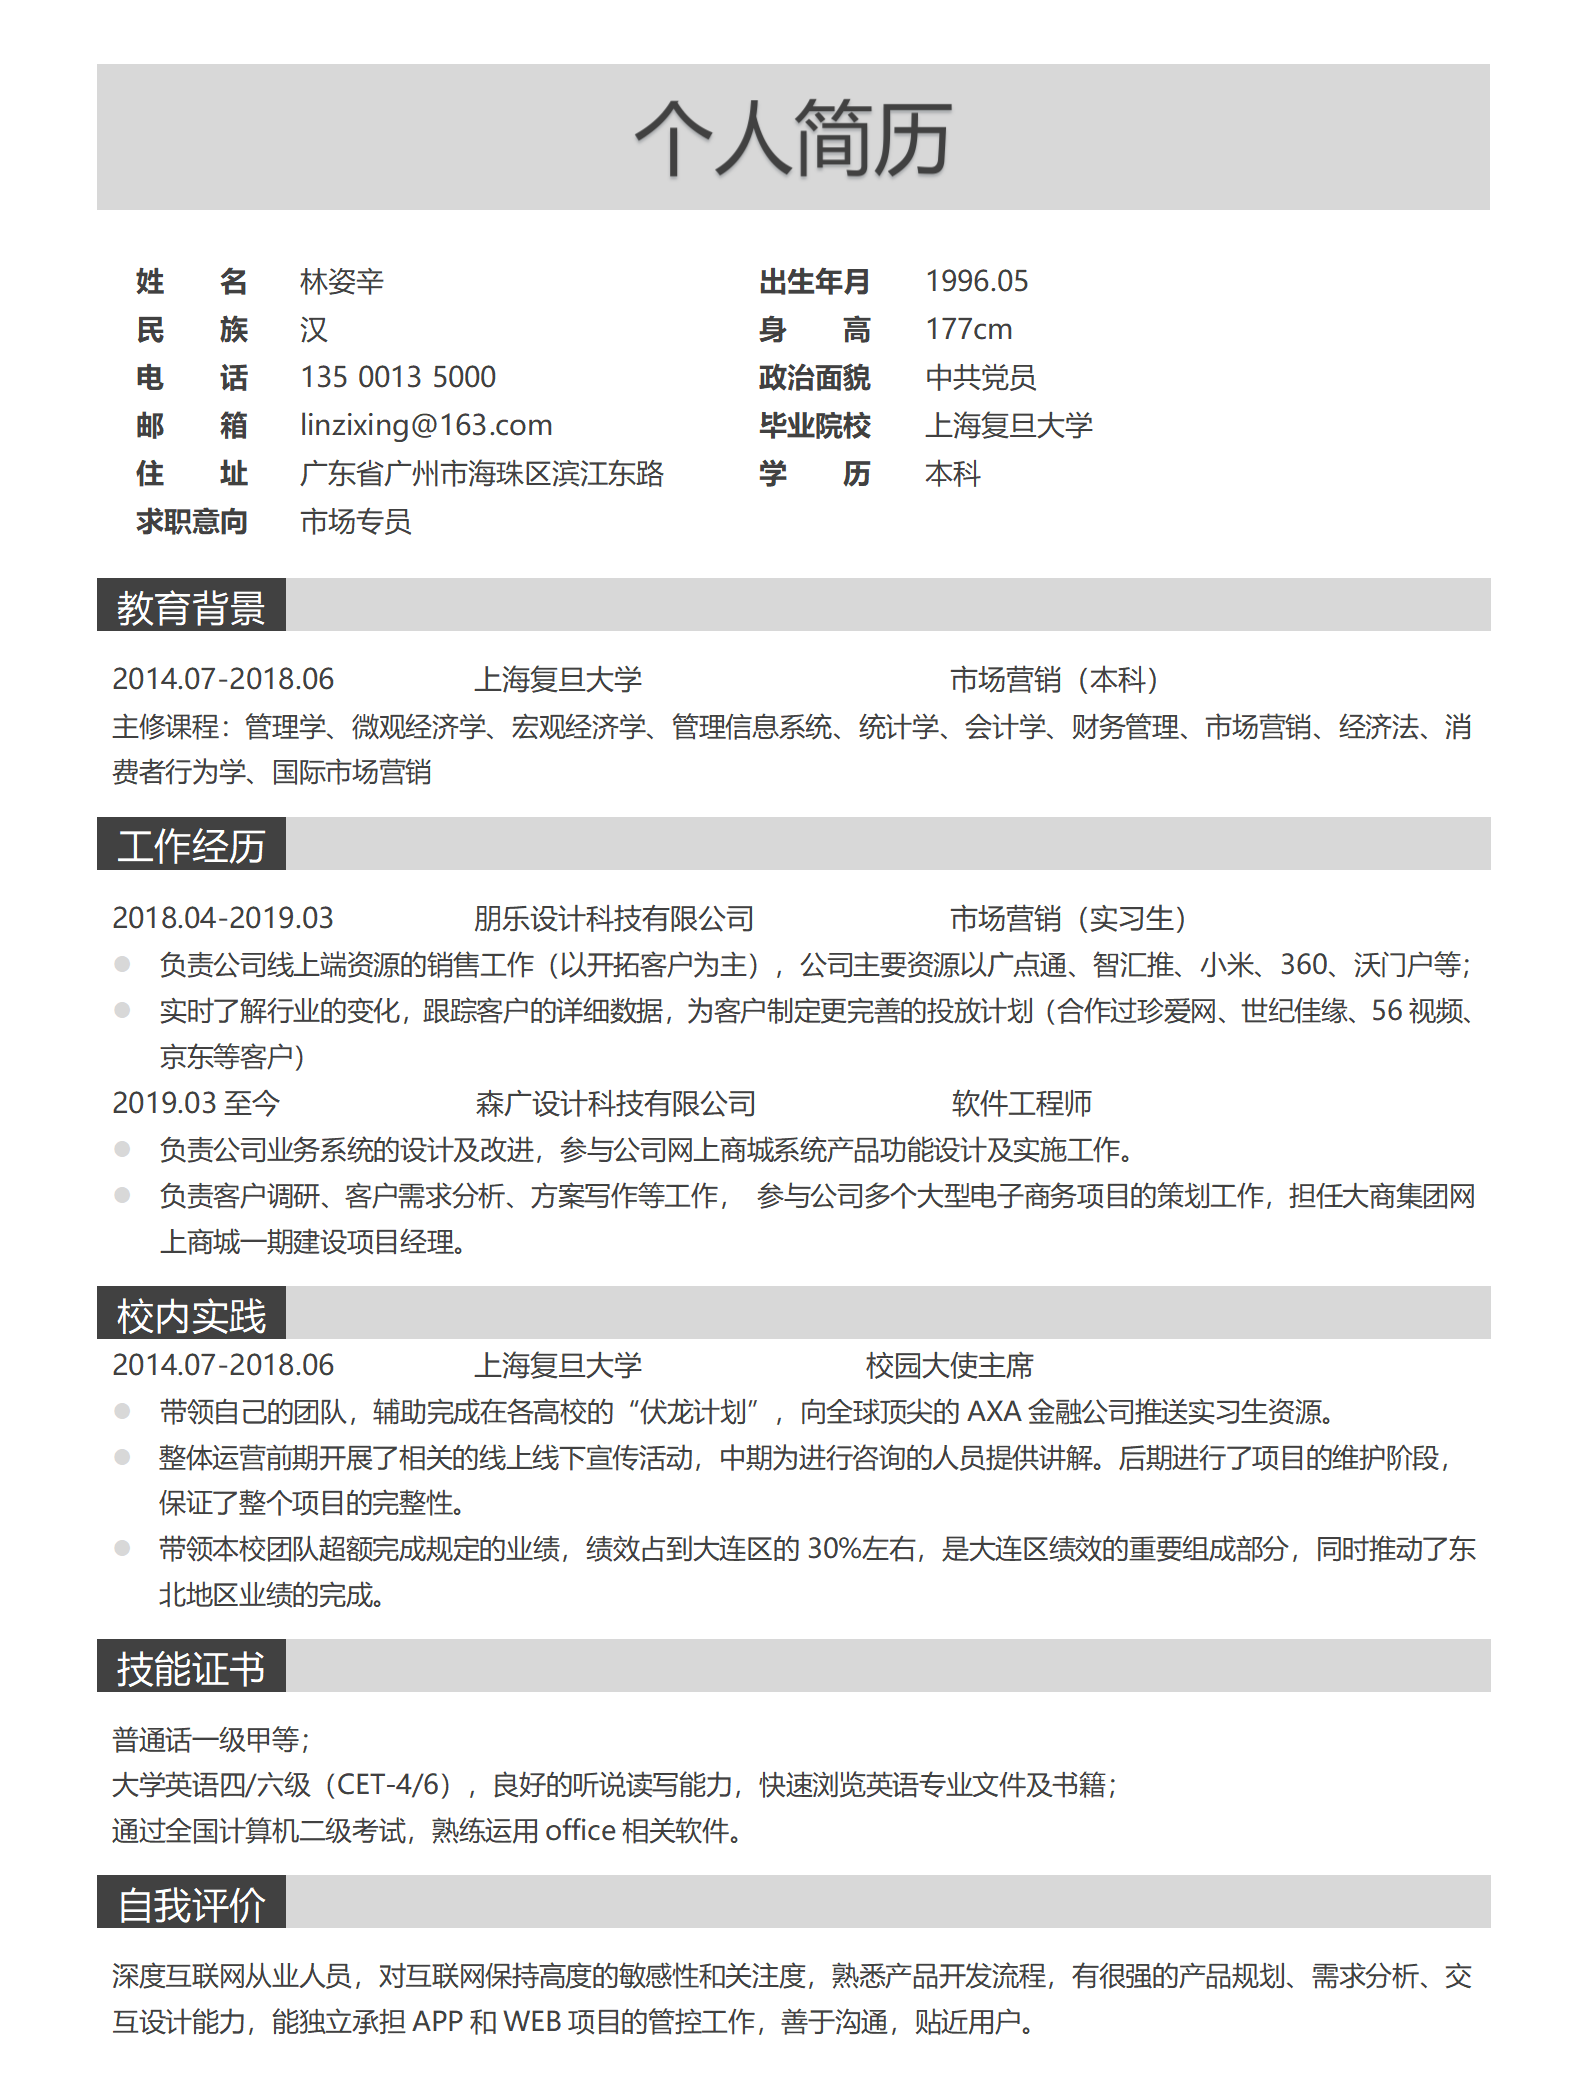 个人简历
姓 名 林姿辛 出生年月 1996.05
民 族 汉 身 高 177cm
电 话 135 0013 5000 政治面貌 中共党员
邮 箱 linzixing@163.com 毕业院校 上海复旦大学
住 址 广东省广州市海珠区滨江东路 学 历 本科
求职意向 市场专员
教育背景
2014.07-2018.06 上海复旦大学 市场营销（本科）
主修课程：管理学、微观经济学、宏观经济学、管理信息系统、统计学、会计学、财务管理、市场营销、经济法、消
费者行为学、国际市场营销
工作经历
2018.04-2019.03 朋乐设计科技有限公司 市场营销（实习生）
● 负责公司线上端资源的销售工作（以开拓客户为主），公司主要资源以广点通、智汇推、小米、360、沃门户等；
● 实时了解行业的变化，跟踪客户的详细数据，为客户制定更完善的投放计划（合作过珍爱网、世纪佳缘、56 视频、
京东等客户）
2019.03 至今 森广设计科技有限公司 软件工程师
● 负责公司业务系统的设计及改进，参与公司网上商城系统产品功能设计及实施工作。
● 负责客户调研、客户需求分析、方案写作等工作， 参与公司多个大型电子商务项目的策划工作，担任大商集团网
上商城一期建设项目经理。
校内实践
2014.07-2018.06 上海复旦大学 校园大使主席
● 带领自己的团队，辅助完成在各高校的“伏龙计划”，向全球顶尖的 AXA 金融公司推送实习生资源。
● 整体运营前期开展了相关的线上线下宣传活动，中期为进行咨询的人员提供讲解。后期进行了项目的维护阶段，
保证了整个项目的完整性。
● 带领本校团队超额完成规定的业绩，绩效占到大连区的 30%左右，是大连区绩效的重要组成部分，同时推动了东
北地区业绩的完成。
技能证书
普通话一级甲等；
大学英语四/六级（CET-4/6），良好的听说读写能力，快速浏览英语专业文件及书籍；
通过全国计算机二级考试，熟练运用 office 相关软件。
自我评价
深度互联网从业人员，对互联网保持高度的敏感性和关注度，熟悉产品开发流程，有很强的产品规划、需求分析、交
互设计能力，能独立承担 APP 和 WEB 项目的管控工作，善于沟通，贴近用户。